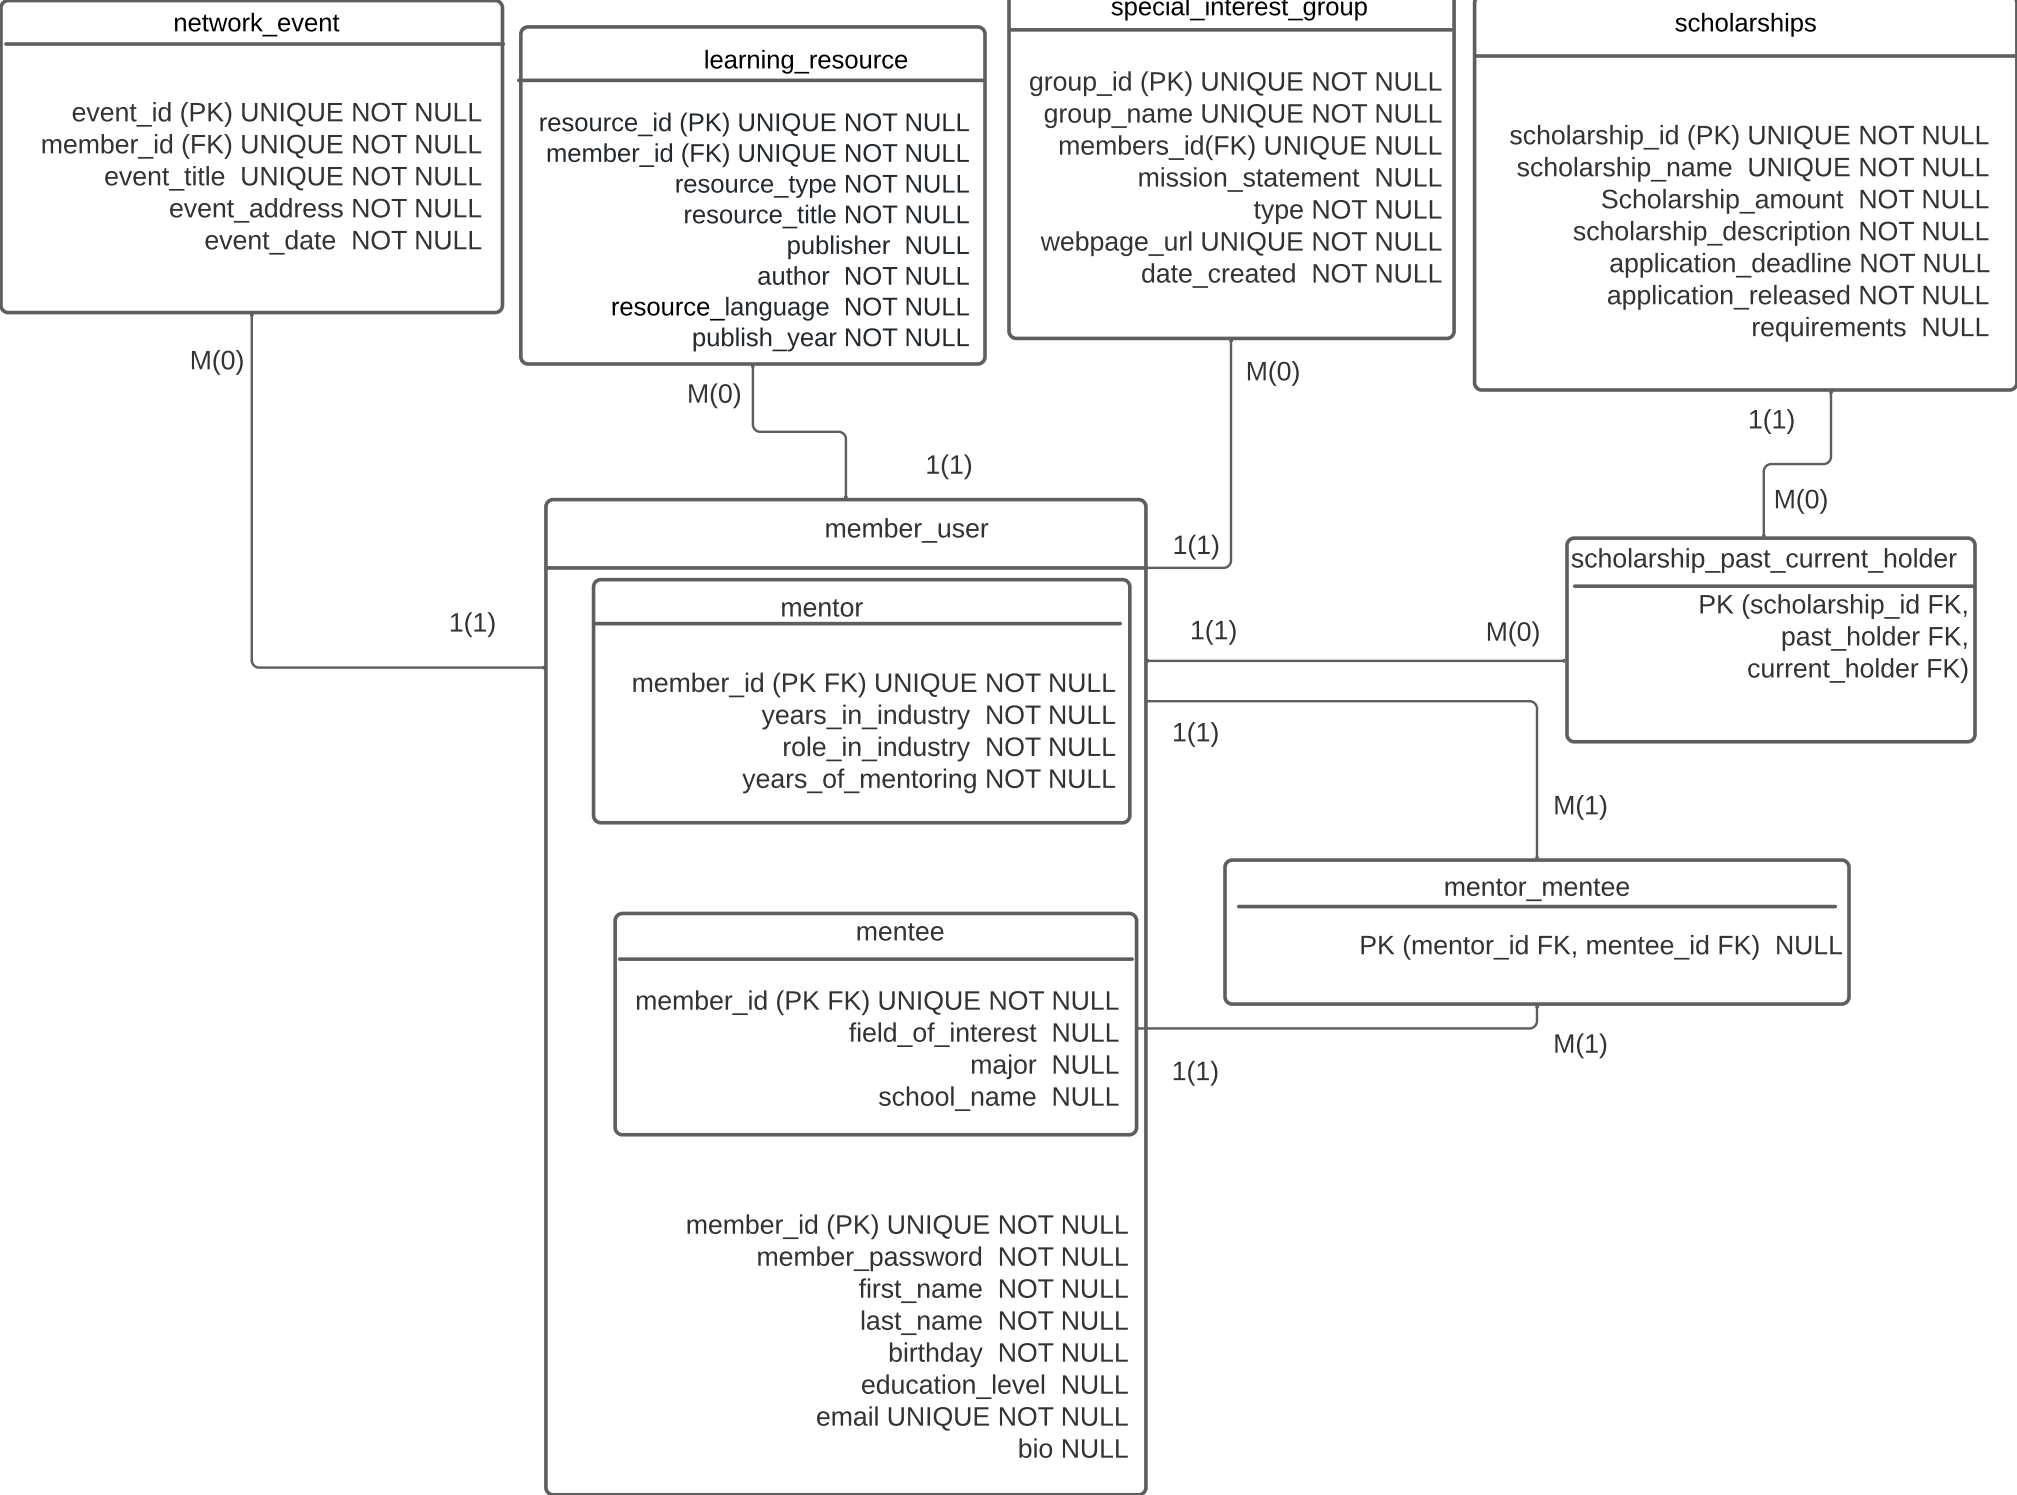 network_event
event_id (PK) UNIQUE NOT NULL
member_id (FK) UNIQUE NOT NULL
event_title  UNIQUE NOT NULL
event_address NOT NULL
event_date  NOT NULL
learning_resource
resource_id (PK) UNIQUE NOT NULL
member_id (FK) UNIQUE NOT NULL
resource_type NOT NULL
resource_title NOT NULL
publisher  NULL
author  NOT NULL
resource_language  NOT NULL
publish_year NOT NULL
special_interest_group
group_id (PK) UNIQUE NOT NULL
group_name UNIQUE NOT NULL
members_id(FK) UNIQUE NULL
mission_statement  NULL
type NOT NULL
webpage_url UNIQUE NOT NULL
date_created  NOT NULL
scholarships
scholarship_id (PK) UNIQUE NOT NULL
scholarship_name  UNIQUE NOT NULL
Scholarship_amount  NOT NULL
scholarship_description NOT NULL
application_deadline NOT NULL
application_released NOT NULL
requirements  NULL
M(0)
M(0)
M(0)
1(1)
1(1)
1(1)
M(0)
1(1)
member_user
mentor
member_id (PK FK) UNIQUE NOT NULL
years_in_industry  NOT NULL
role_in_industry  NOT NULL
years_of_mentoring NOT NULL
mentee
member_id (PK FK) UNIQUE NOT NULL
field_of_interest  NULL
major  NULL
school_name  NULL
member_id (PK) UNIQUE NOT NULL
member_password  NOT NULL
first_name  NOT NULL
last_name  NOT NULL
birthday  NOT NULL
education_level  NULL
email UNIQUE NOT NULL
bio NULL
scholarship_past_current_holder
PK (scholarship_id FK,
past_holder FK,
current_holder FK)
1(1)
M(0)
1(1)
M(1)
mentor_mentee
PK (mentor_id FK, mentee_id FK)  NULL
M(1)
1(1)